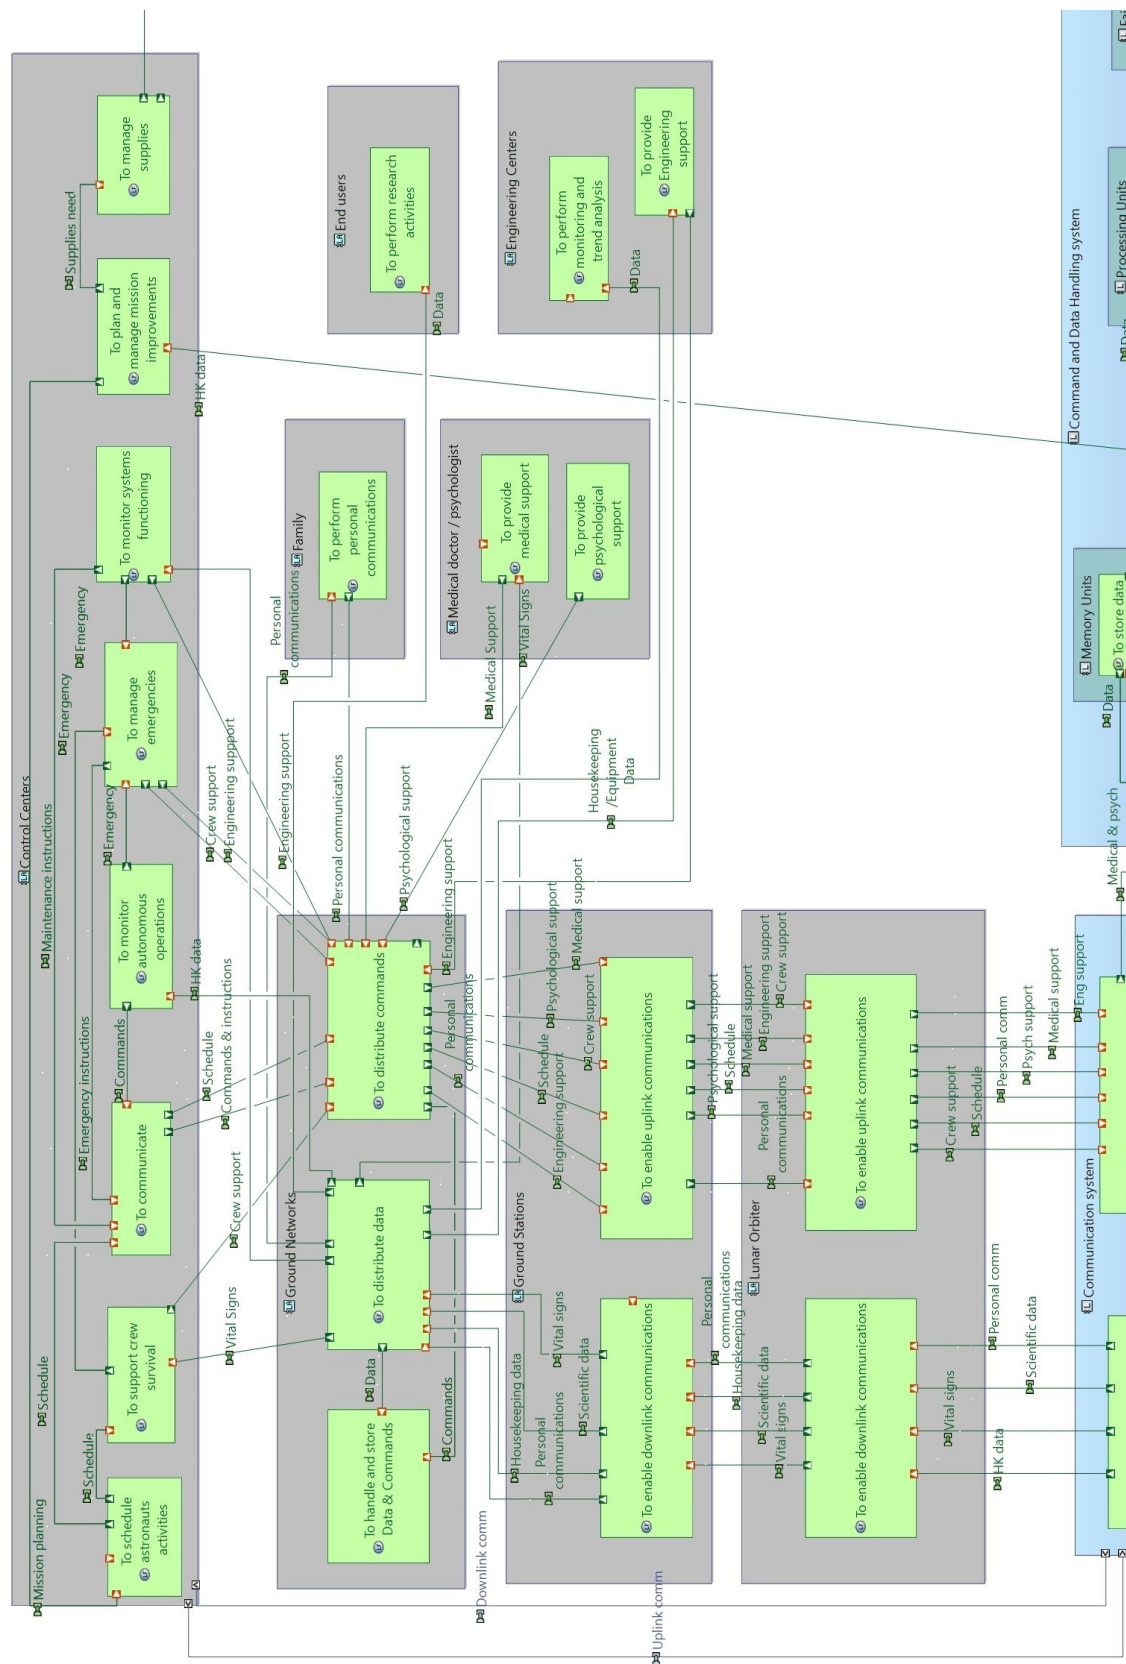 Control Centers
Mission planning
Schedule
Maintenance instructions
Emergency instructions
Emergency
Emergency
Supplies need
Schedule
Commands
Emergency
To schedule
astronauts
activities
To support crew
survival
To communicate
To monitor
autonomous
operations
To manage
emergencies
To monitor systems
functioning
To plan and
manage mission
improvements
To manage
supplies
HK data
HK data
Schedule
Commands & instructions
Crew support
Vital Signs
Crew support
Engineering suppport
Engineering support
Personal
communications
Ground Networks
To handle and store
Data & Commands
Data
Commands
To distribute data
To distribute commands
Personal communications
Psychological support
Engineering support
Personal
communications
Family
To perform
personal
communications
End users
To perform research
activities
Data
Medical doctor / psychologist
To provide
medical support
To provide
psychological
support
Medical Support
Vital Signs
Engineering Centers
To perform
monitoring and
trend analysis
To provide
Engineering
support
Data
Housekeeping
/Equipment
Data
Downlink comm
Uplink comm
Ground Stations
Housekeeping data
Personal
communications
Scientific data
Vital signs
To enable downlink communications
Engineering support
Schedule
Crew support
Psychological support
Medical support
To enable uplink communications
Personal
communications
Housekeeping data
Scientific data
Vital signs
Psychological support
Schedule
Medical support
Engineering support
Crew support
Personal
communications
Lunar Orbiter
To enable downlink communications
To enable uplink communications
HK data
Vital signs
Scientific data
Personal comm
Crew support
Schedule
Personal comm
Psych support
Medical support
Eng support
Communication system
Medical & psych
Command and Data Handling system
Memory Units
To store data
Data
Processing Units
Data